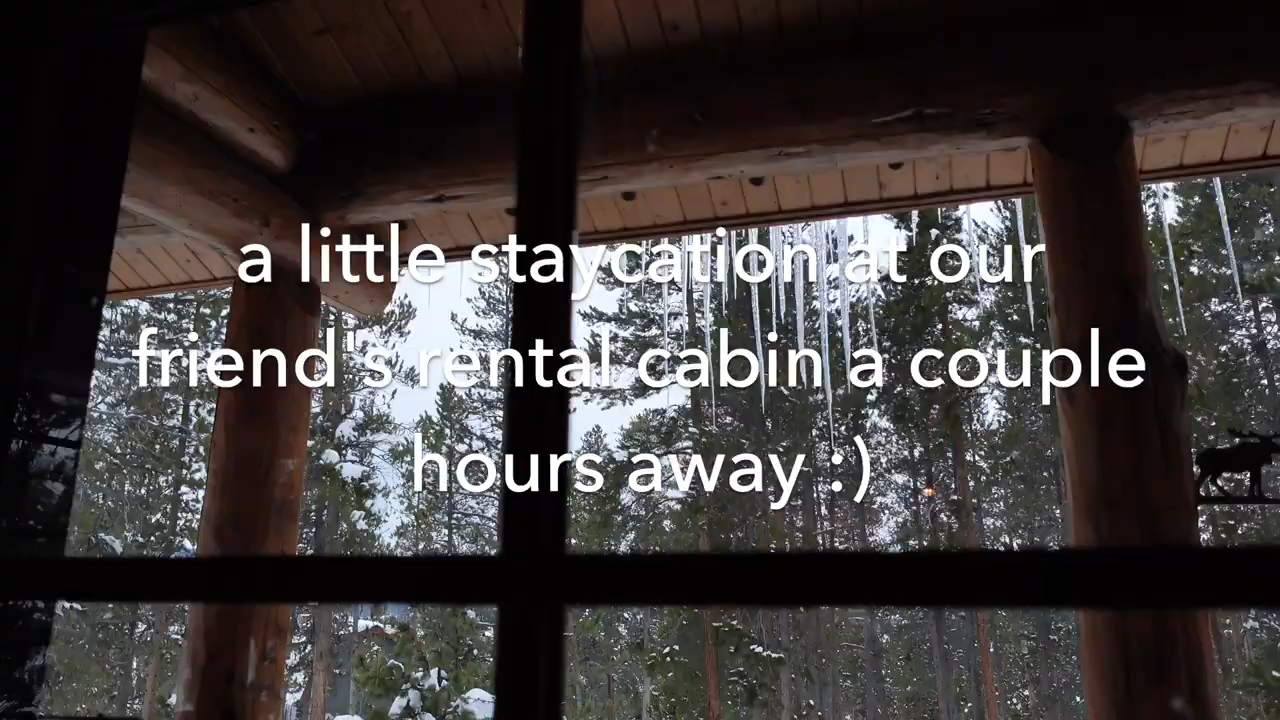 a little staycation at our
friend's rental cabin a couple
hours away :)